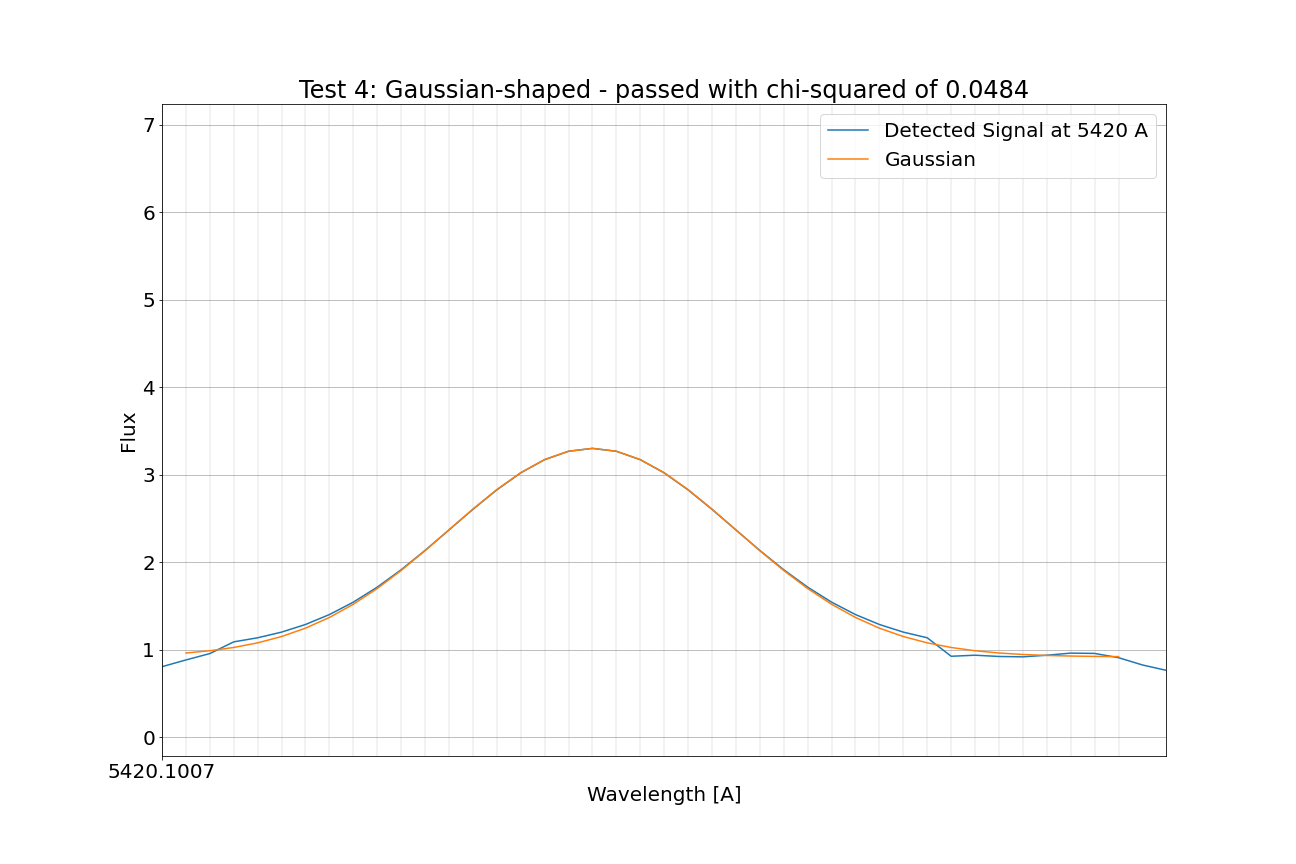 Test 4: Gaussian-shaped - passed with chi-squared of 0.0484
Detected Signal at 5420 A
Gaussian
7
6
5
4
3
2
1
0
Flux
5420.1007
Wavelength [A]